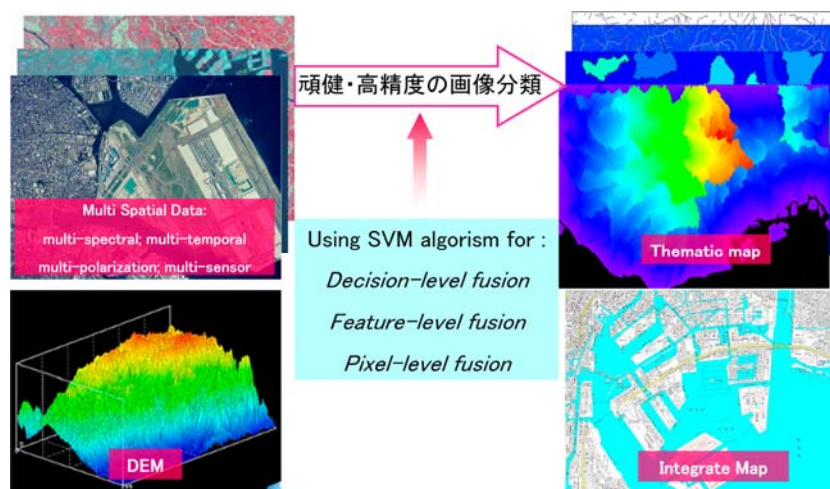 頑健・高精度の画像分類
Multi Spatial Data:
multi-spectral; multi-temporal
multi-polarization; multi-sensor
Using SVM algorism for :
Decision-level fusion
Feature-level fusion
Pixel-level fusion
Thematic map
DEM
Integrate Map